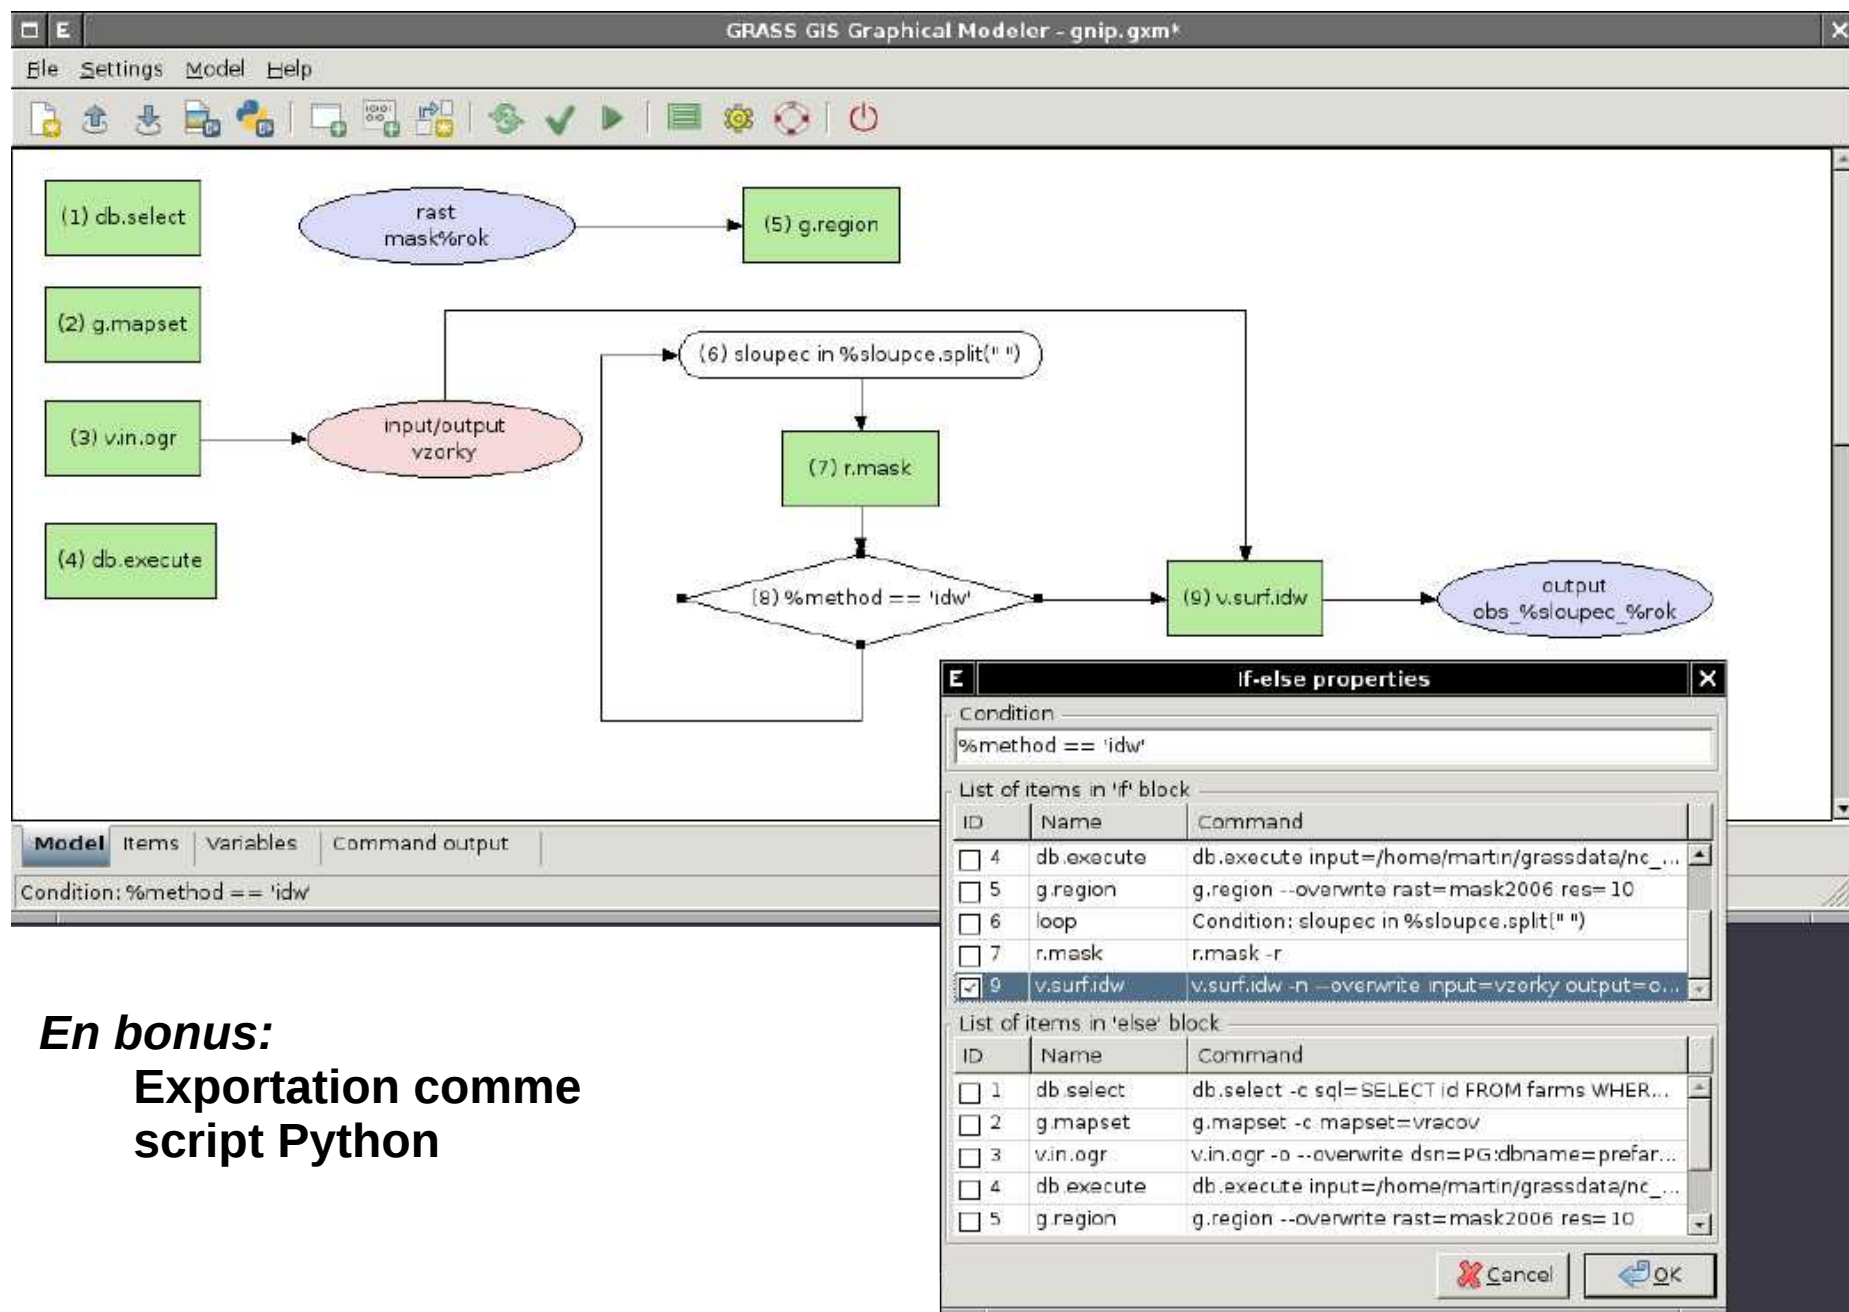 E
GRASS GIS Graphical Modeler - gnip.gxm*
File Settings Model Help
(1) db.select
rast
mask%rok
(5) g.region
(2) g.mapset
(6) sloupec in %sloupce.split(" ")
(3) v.in.ogr
input/output
vzorky
(7) r.mask
(4) db.execute
(8) %method == 'idw'
(9) v.surf.idw
output
obs_%sloupec_%rok
Model Items Variables Command output
Condition: %method == 'idw'
E
If-else properties
Condition
%method == 'idw'
List of items in 'if' block
ID Name Command
4 db.execute db.execute input=/home/martin/grassdata/nc_...
5 g.region g.region --overwrite rast=mask2006 res=10
6 loop Condition: sloupec in %sloupce.split(" ")
7 r.mask r.mask -r
9 v.surf.idw v.surf.idw -n --overwrite input=vzorky output=o...
List of items in 'else' block
ID Name Command
1 db.select db.select -c sql=SELECT id FROM farms WHER...
2 g.mapset g.mapset -c mapset=vracov
3 v.in.ogr v.in.ogr -o --overwrite dsn=PG:dbname=prefar...
4 db.execute db.execute input=/home/martin/grassdata/nc_...
5 g.region g.region --overwrite rast=mask2006 res=10
Cancel OK
En bonus:
Exportation comme
script Python